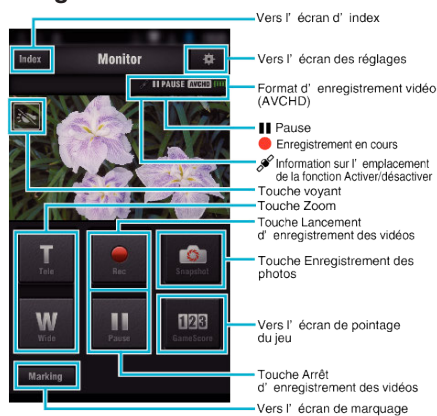 Vers l' écran d' index
Index
Monitor
Vers l' écran des réglages
II PAUSE AVCHD
Format d' enregistrement vidéo
(AVCHD)
Pause
Enregistrement en cours
Information sur l' emplacement
de la fonction Activer/désactiver
Touche voyant
Touche Zoom
Touche Lancement
d' enregistrement des vidéos
T
Tele
Rec
Snapshot
Touche Enregistrement des
photos
W
Wide
Pause
123
GameScore
Vers l' écran de pointage
du jeu
Touche Arrêt
d' enregistrement des vidéos
Marking
Vers l' écran de marquage